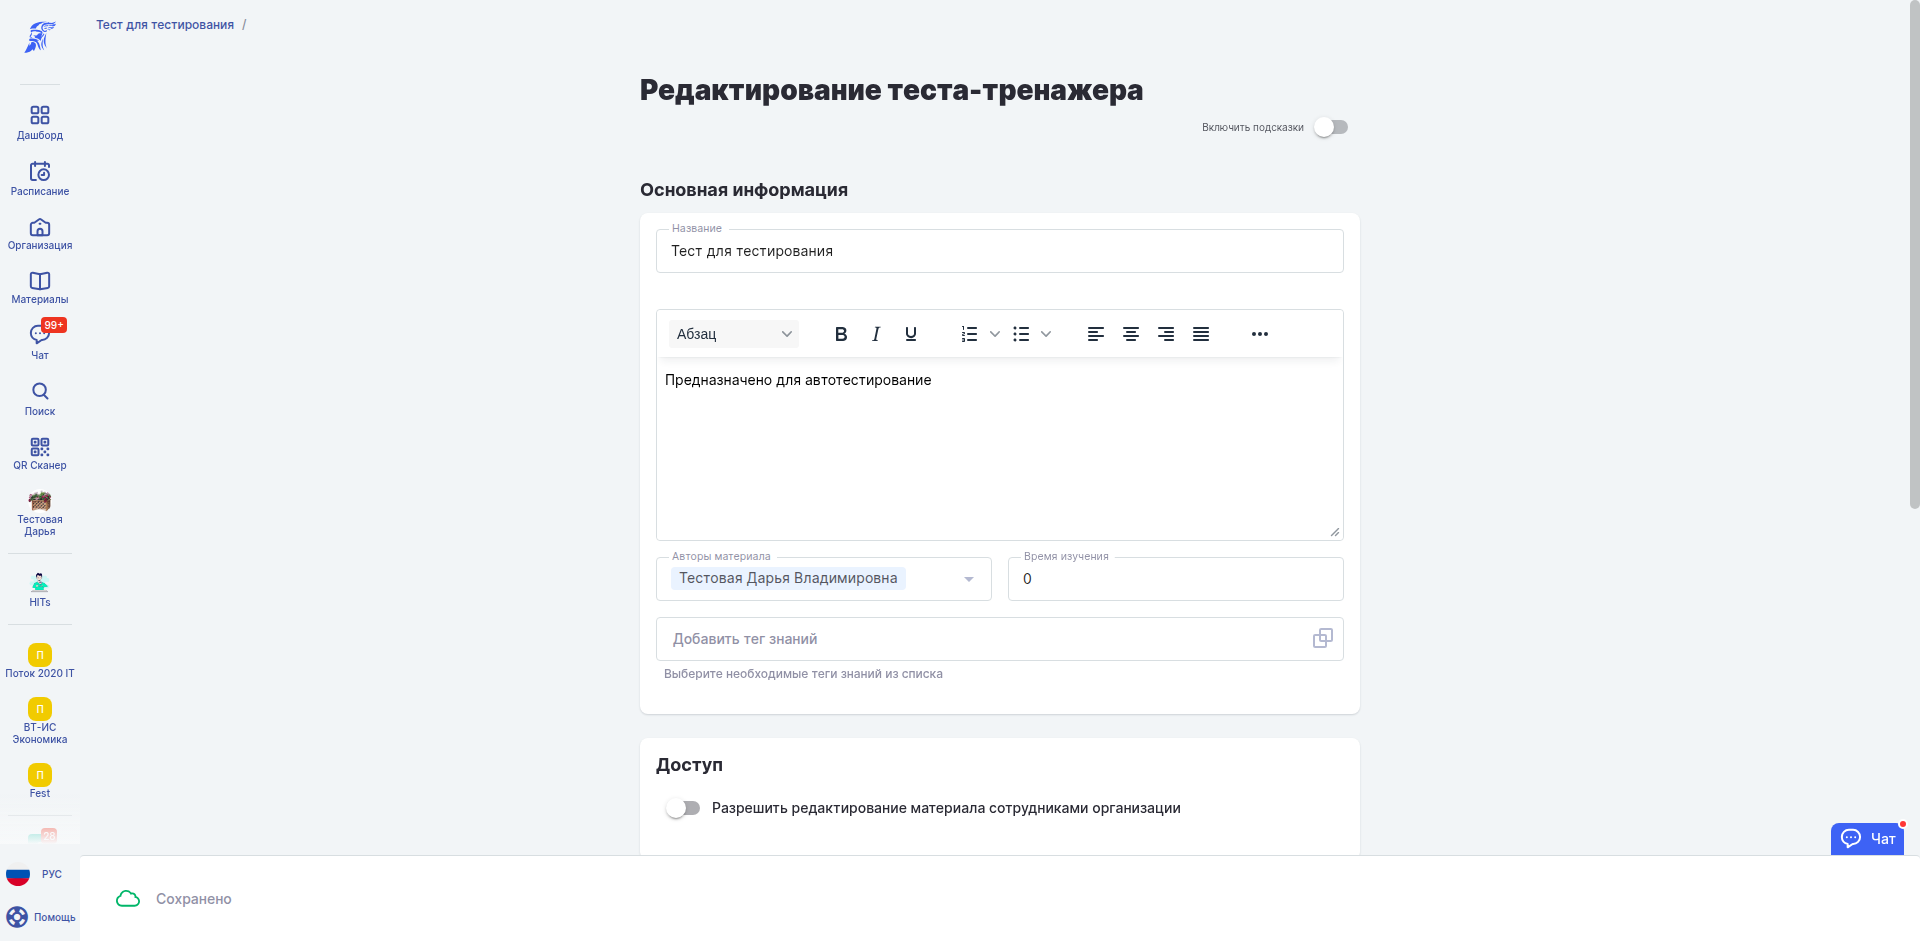 Тест для тестирования /
Редактирование теста-тренажера
Включить подсказки
Дашборд
Расписание
Организация
Материалы
99+
Чат
Поиск
QR Сканер
Тестовая
Дарья
HITs
П
Поток 2020 IT
П
ВТ-ИС
Экономика
П
Fest
28
РУС
Помощь
Основная информация
Название
Тест для тестирования
Абзац
B I U
Предназначено для автотестирование
Авторы материала
Тестовая Дарья Владимировна
Время изучения
0
Добавить тег знаний
Выберите необходимые теги знаний из списка
Доступ
Разрешить редактирование материала сотрудниками организации
Чат
Сохранено